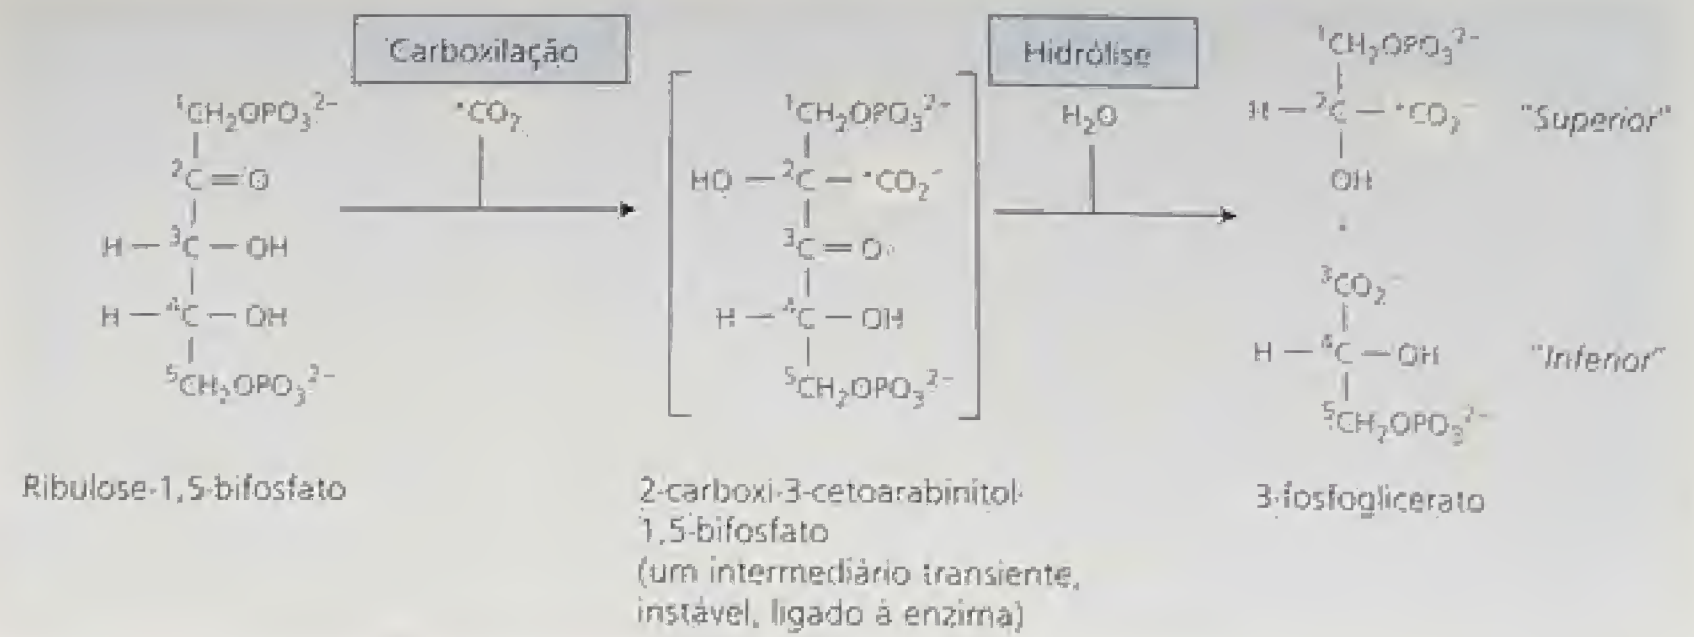 Carboxilação
Hidrólise
¹CH₂OPO₃²⁻
²C=O
H — ³C — OH
H — ⁴C — OH
⁵CH₂OPO₃²⁻
*CO₂
¹CH₂OPO₃²⁻
HO — ²C — *CO₂⁻
³C=O
H — ⁴C — OH
⁵CH₂OPO₃²⁻
H₂O
¹CH₂OPO₃²⁻
H — ²C — *CO₂⁻ "Superior"
OH
+
³CO₂⁻
H — ⁴C — OH "Inferior"
⁵CH₂OPO₃²⁻
Ribulose-1,5-bifosfato
2-carboxi-3-cetoarabinitol-
1,5-bifosfato
(um intermediário transiente,
instável, ligado à enzima)
3-fosfoglicerato